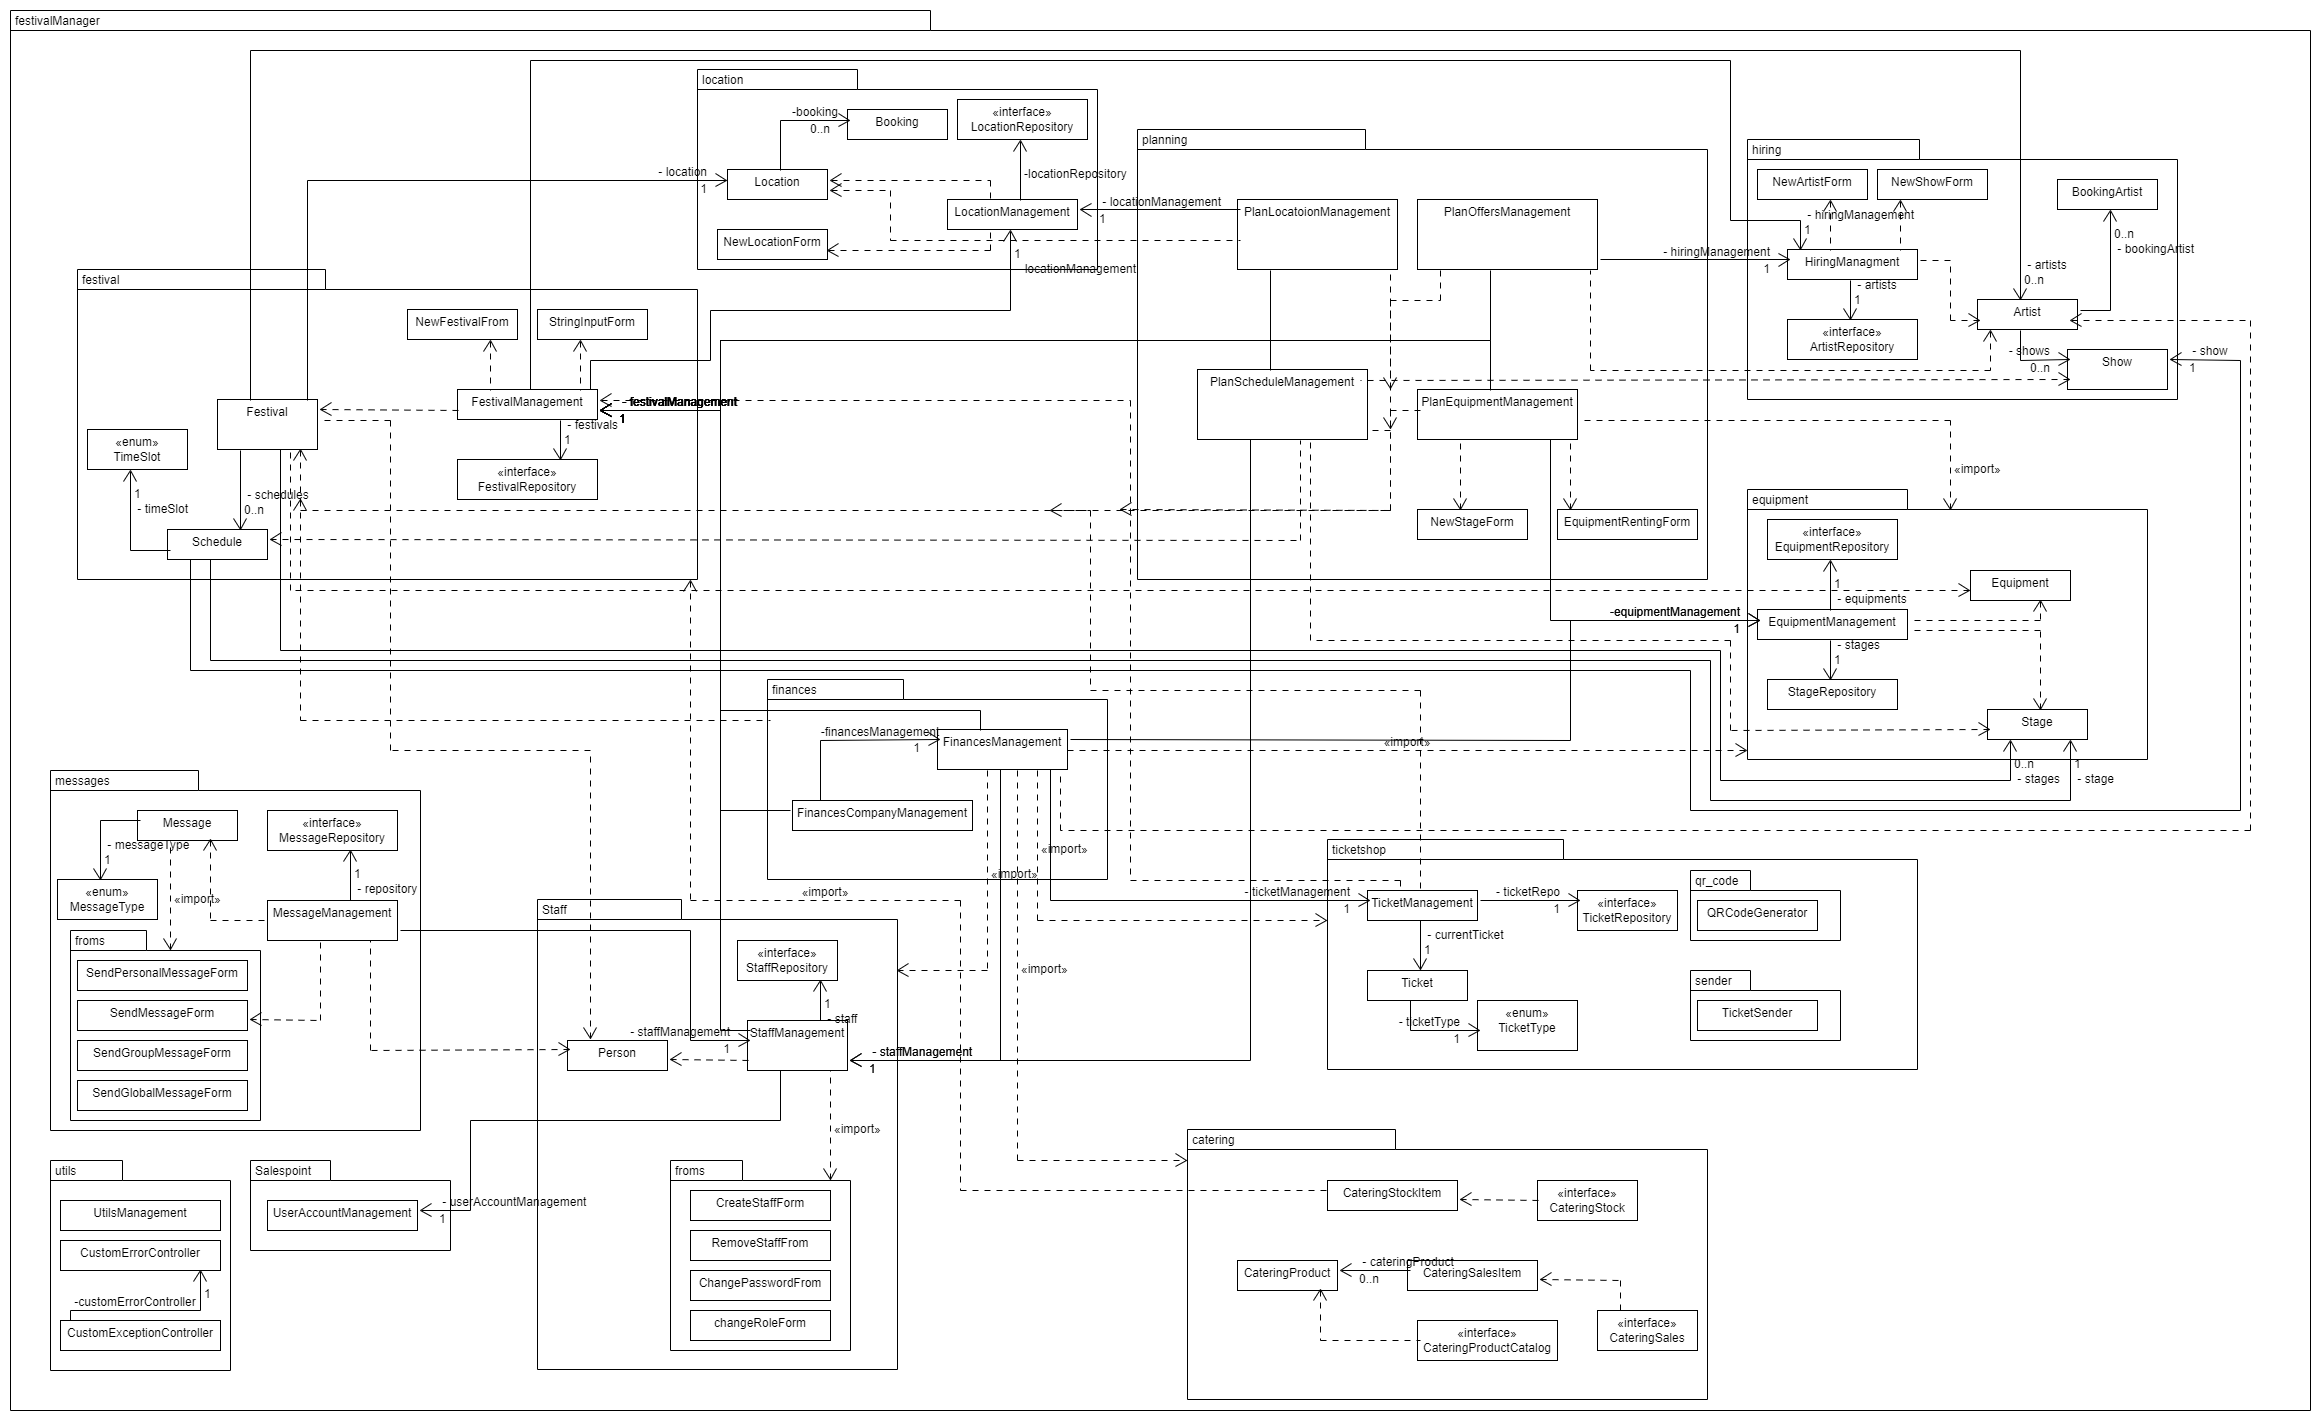 festivalManager
location
-booking
0..n
Booking
«interface»
LocationRepository
- location
1
Location
-locationRepository
LocationManagement
- locationManagement
1
NewLocationForm
1
locationManagement
planning
PlanLocatoionManagement
PlanOffersManagement
- hiringManagement
1
PlanScheduleManagement
PlanEquipmentManagement
NewStageForm
EquipmentRentingForm
hiring
NewArtistForm
NewShowForm
BookingArtist
- hiringManagement
1
0..n
- bookingArtist
HiringManagment
- artists
0..n
- artists
1
Artist
«interface»
ArtistRepository
- shows
0..n
Show
- show
1
festival
NewFestivalFrom
StringInputForm
Festival
FestivalManagement
- festivalManagement
1
- festivals
1
«enum»
TimeSlot
«interface»
FestivalRepository
1
- timeSlot
- schedules
0..n
Schedule
«import»
equipment
«interface»
EquipmentRepository
1
- equipments
Equipment
-equipmentManagement
1
EquipmentManagement
- stages
1
StageRepository
Stage
0..n
- stages
1
- stage
finances
-financesManagement
1
FinancesManagement
«import»
FinancesCompanyManagement
«import»
«import»
«import»
«import»
messages
Message
«interface»
MessageRepository
- messageType
1
1
- repository
«enum»
MessageType
«import»
MessageManagement
froms
SendPersonalMessageForm
SendMessageForm
SendGroupMessageForm
SendGlobalMessageForm
Staff
«interface»
StaffRepository
1
- staff
- staffManagement
1
StaffManagement
- staffManagement
1
Person
«import»
froms
CreateStaffForm
RemoveStaffFrom
ChangePasswordFrom
changeRoleForm
ticketshop
- ticketManagement
1
TicketManagement
- ticketRepo
1
«interface»
TicketRepository
- currentTicket
1
Ticket
- ticketType
1
«enum»
TicketType
qr_code
QRCodeGenerator
sender
TicketSender
utils
UtilsManagement
CustomErrorController
1
-customErrorController
CustomExceptionController
Salespoint
UserAccountManagement
- userAccountManagement
1
catering
CateringStockItem
«interface»
CateringStock
CateringProduct
- cateringProduct
0..n
CateringSalesItem
«interface»
CateringProductCatalog
«interface»
CateringSales